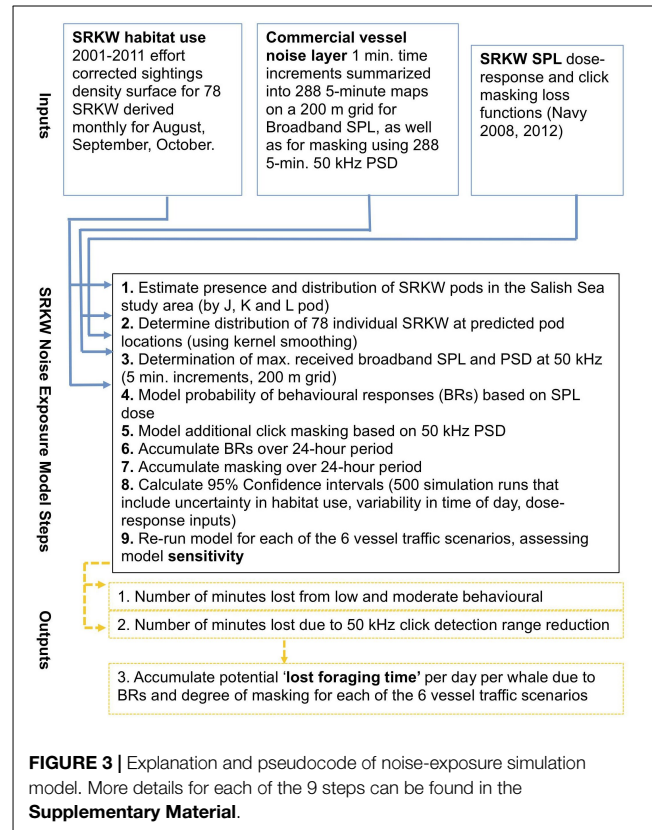 SRKW habitat use
2001-2011 effort
corrected sightings
density surface for 78
SRKW derived
monthly for August,
September, October.
Commercial vessel
noise layer 1 min. time
increments summarized
into 288 5-minute maps
on a 200 m grid for
Broadband SPL, as well
as for masking using 288
5-min. 50 kHz PSD
SRKW SPL dose-
response and click
masking loss
functions (Navy
2008, 2012)
Inputs
SRKW Noise Exposure Model Steps
1. Estimate presence and distribution of SRKW pods in the Salish Sea
study area (by J, K and L pod)
2. Determine distribution of 78 individual SRKW at predicted pod
locations (using kernel smoothing)
3. Determination of max. received broadband SPL and PSD at 50 kHz
(5 min. increments, 200 m grid)
4. Model probability of behavioural responses (BRs) based on SPL
dose
5. Model additional click masking based on 50 kHz PSD
6. Accumulate BRs over 24-hour period
7. Accumulate masking over 24-hour period
8. Calculate 95% Confidence intervals (500 simulation runs that
include uncertainty in habitat use, variability in time of day, dose-
response inputs)
9. Re-run model for each of the 6 vessel traffic scenarios, assessing
model sensitivity
Outputs
1. Number of minutes lost from low and moderate behavioural
2. Number of minutes lost due to 50 kHz click detection range reduction
3. Accumulate potential 'lost foraging time' per day per whale due to
BRs and degree of masking for each of the 6 vessel traffic scenarios
FIGURE 3 | Explanation and pseudocode of noise-exposure simulation
model. More details for each of the 9 steps can be found in the
Supplementary Material.